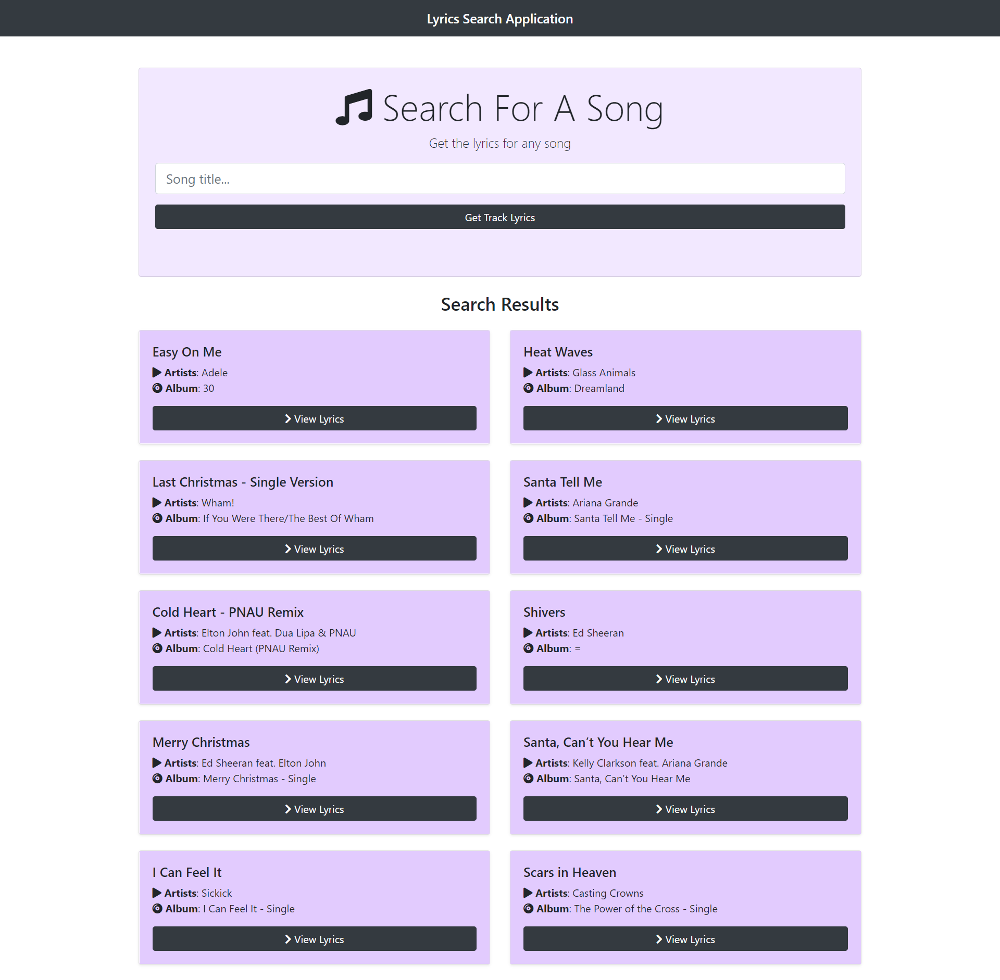 Lyrics Search Application
Search For A Song
Get the lyrics for any song
Song title...
Get Track Lyrics
Search Results
Easy On Me
Artists: Adele
Album: 30
View Lyrics
Heat Waves
Artists: Glass Animals
Album: Dreamland
View Lyrics
Last Christmas - Single Version
Artists: Wham!
Album: If You Were There/The Best Of Wham
View Lyrics
Santa Tell Me
Artists: Ariana Grande
Album: Santa Tell Me - Single
View Lyrics
Cold Heart - PNAU Remix
Artists: Elton John feat. Dua Lipa & PNAU
Album: Cold Heart (PNAU Remix)
View Lyrics
Shivers
Artists: Ed Sheeran
Album: =
View Lyrics
Merry Christmas
Artists: Ed Sheeran feat. Elton John
Album: Merry Christmas - Single
View Lyrics
Santa, Can’t You Hear Me
Artists: Kelly Clarkson feat. Ariana Grande
Album: Santa, Can’t You Hear Me
View Lyrics
I Can Feel It
Artists: Sickick
Album: I Can Feel It - Single
View Lyrics
Scars in Heaven
Artists: Casting Crowns
Album: The Power of the Cross - Single
View Lyrics